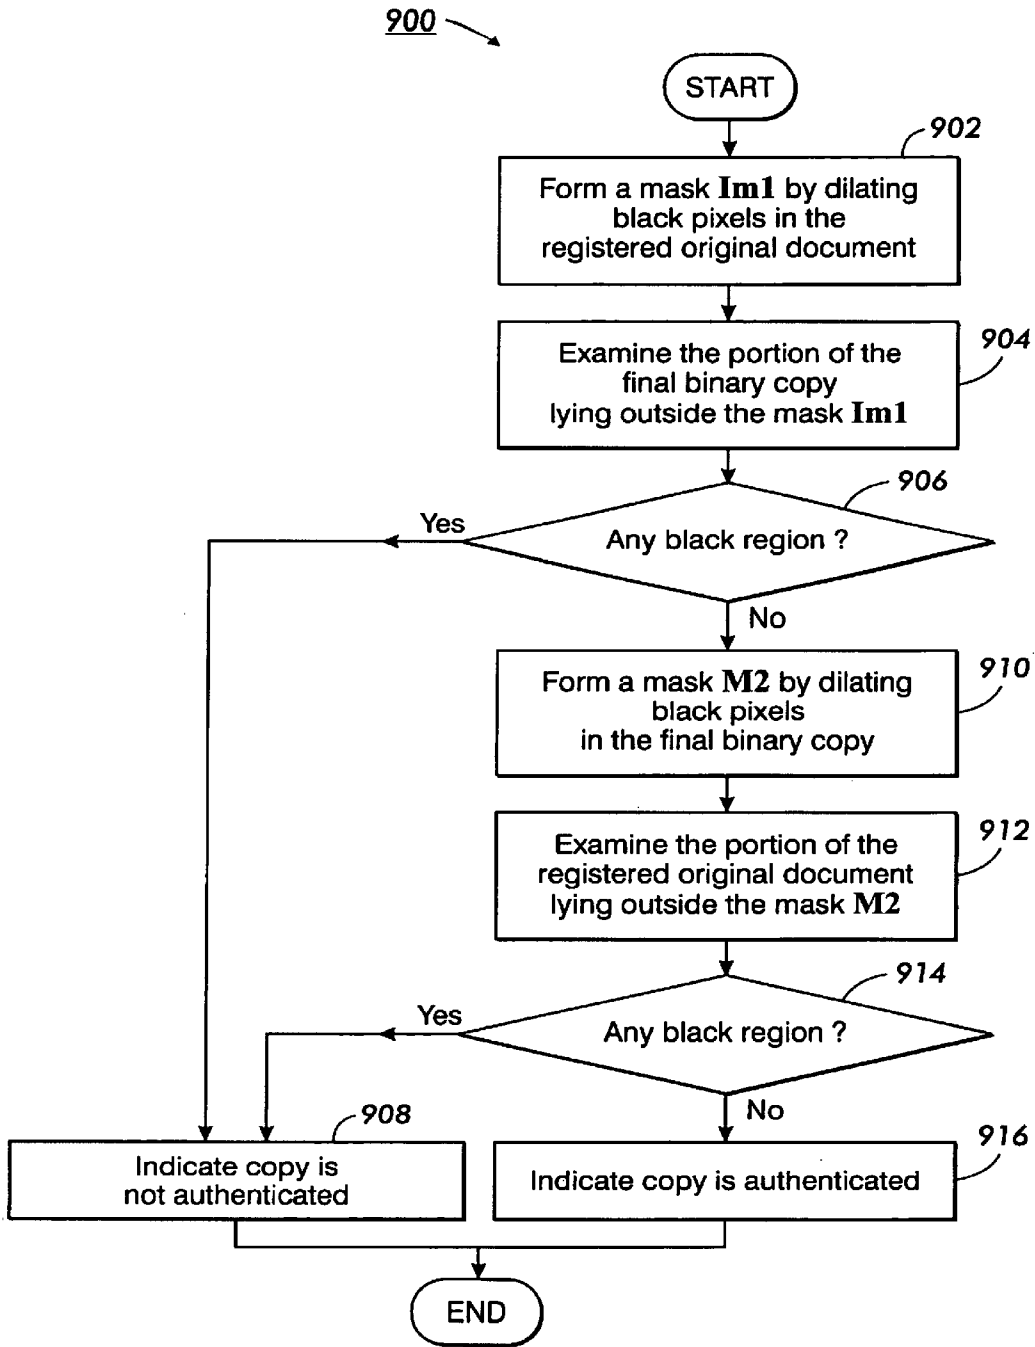 900
START
902
Form a mask Im1 by dilating
black pixels in the
registered original document
904
Examine the portion of the
final binary copy
lying outside the mask Im1
906
Yes
Any black region ?
No
910
Form a mask M2 by dilating
black pixels
in the final binary copy
912
Examine the portion of the
registered original document
lying outside the mask M2
914
Yes
Any black region ?
No
908
Indicate copy is
not authenticated
916
Indicate copy is authenticated
END